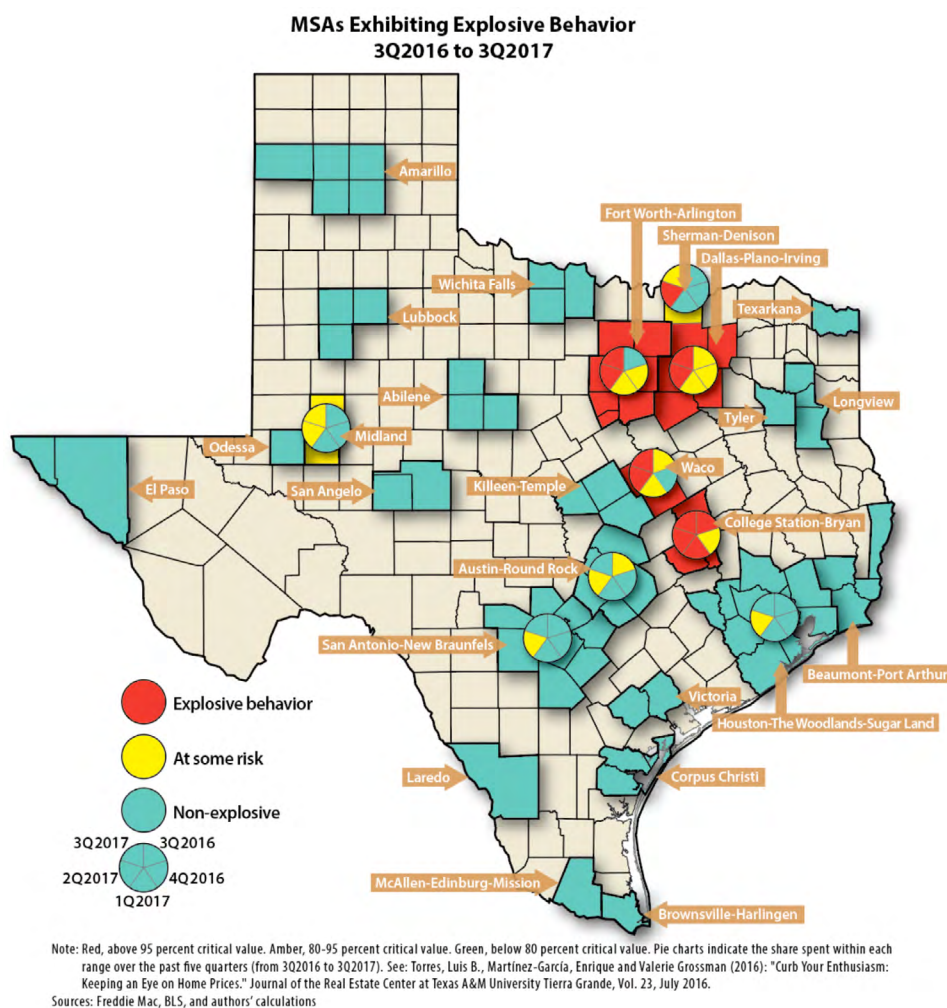 MSAs Exhibiting Explosive Behavior
3Q2016 to 3Q2017
Amarillo
Fort Worth-Arlington
Sherman-Denison
Dallas-Plano-Irving
Wichita Falls
Texarkana
Lubbock
Abilene
Longview
Tyler
Odessa
Midland
Waco
El Paso
San Angelo
Killeen-Temple
College Station-Bryan
Austin-Round Rock
San Antonio-New Braunfels
Beaumont-Port Arthur
Victoria
Houston-The Woodlands-Sugar Land
Explosive behavior
At some risk
Laredo
Corpus Christi
Non-explosive
3Q2017 3Q2016
2Q2017 4Q2016
1Q2017
McAllen-Edinburg-Mission
Brownsville-Harlingen
Note: Red, above 95 percent critical value. Amber, 80-95 percent critical value. Green, below 80 percent critical value. Pie charts indicate the share spent within each
range over the past five quarters (from 3Q2016 to 3Q2017). See: Torres, Luis B., Martínez-García, Enrique and Valerie Grossman (2016): "Curb Your Enthusiasm:
Keeping an Eye on Home Prices." Journal of the Real Estate Center at Texas A&M University Tierra Grande, Vol. 23, July 2016.
Sources: Freddie Mac, BLS, and authors' calculations